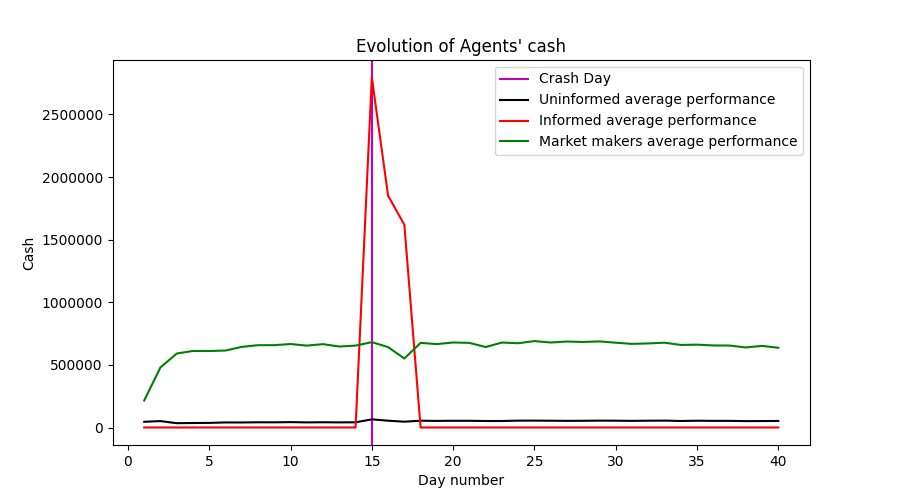 Evolution of Agents' cash
Crash Day
Uninformed average performance
Informed average performance
Market makers average performance
2500000
2000000
1500000
1000000
500000
0
Cash
0 5 10 15 20 25 30 35 40
Day number